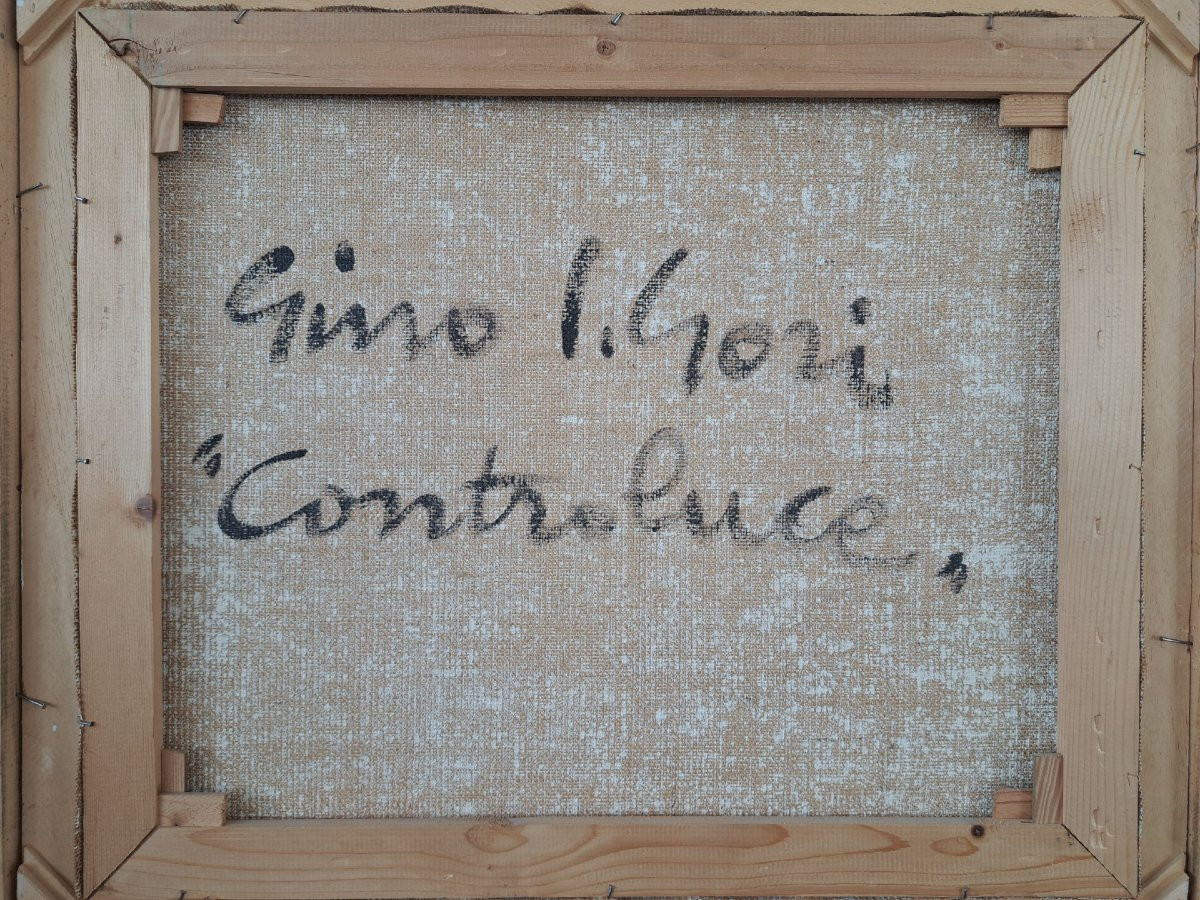 Gino I. Gori
"Controluce"